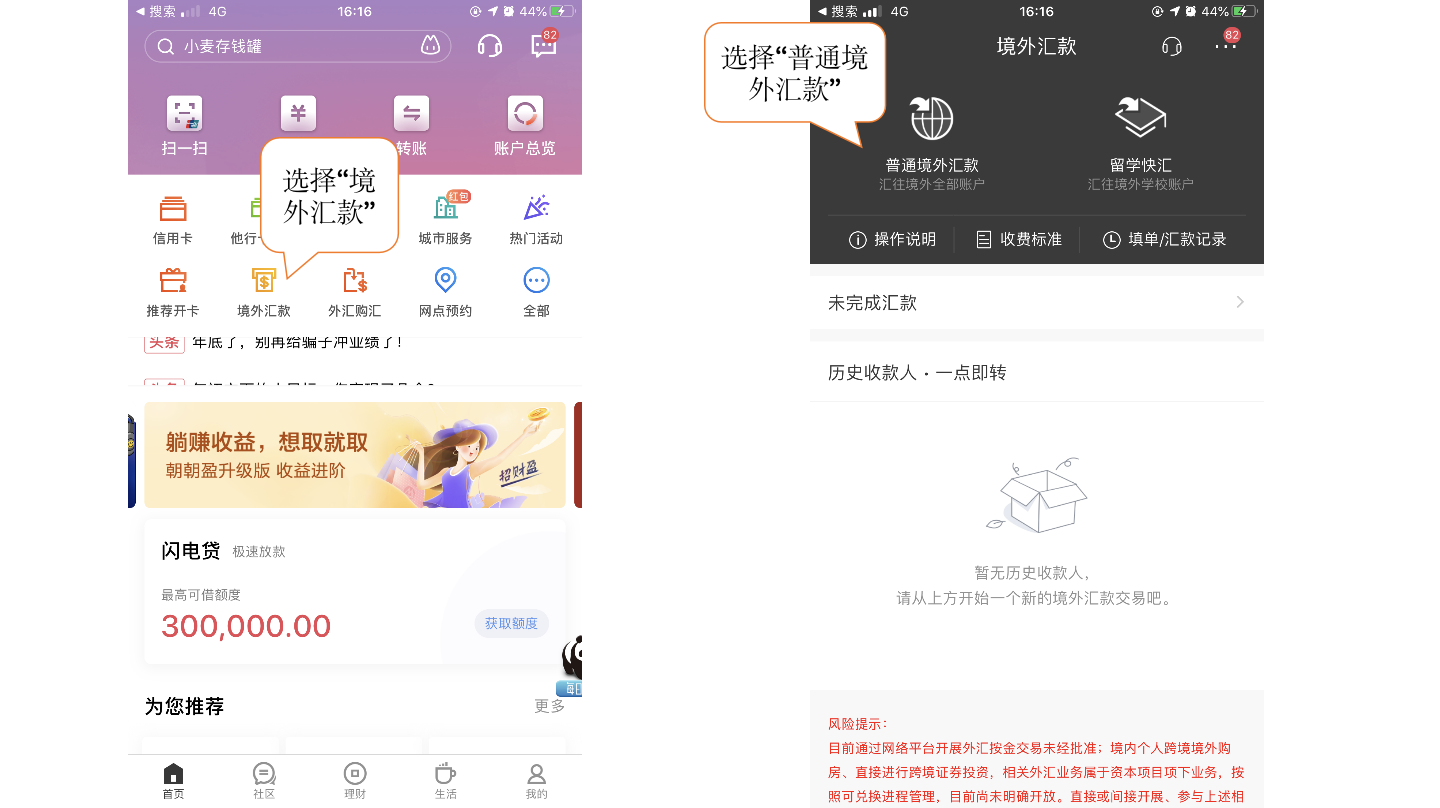 搜索 4G 16:16 44%
小麦存钱罐
82
扫一扫
转账
账户总览
选择“境
外汇款”
红包
信用卡
他行
城市服务
热门活动
推荐开卡
境外汇款
外汇购汇
网点预约
全部
头条 年底了，别再给骗子冲业绩了！
躺赚收益，想取就取
朝朝盈升级版 收益进阶
招财盈
闪电贷 极速放款
最高可借额度
300,000.00
获取额度
每日
为您推荐
更多
首页
社区
理财
生活
我的
搜索 4G 16:16 44%
选择“普通境
外汇款”
境外汇款
82
普通境外汇款
汇往境外全部账户
留学快汇
汇往境外学校账户
操作说明
收费标准
填单/汇款记录
未完成汇款
历史收款人·一点即转
暂无历史收款人，
请从上方开始一个新的境外汇款交易吧。
风险提示：
目前通过网络平台开展外汇按金交易未经批准；境内个人跨境境外购
房、直接进行跨境证券投资，相关外汇业务属于资本项目项下业务，按
照可兑换进程管理，目前尚未明确开放。直接或间接开展、参与上述相